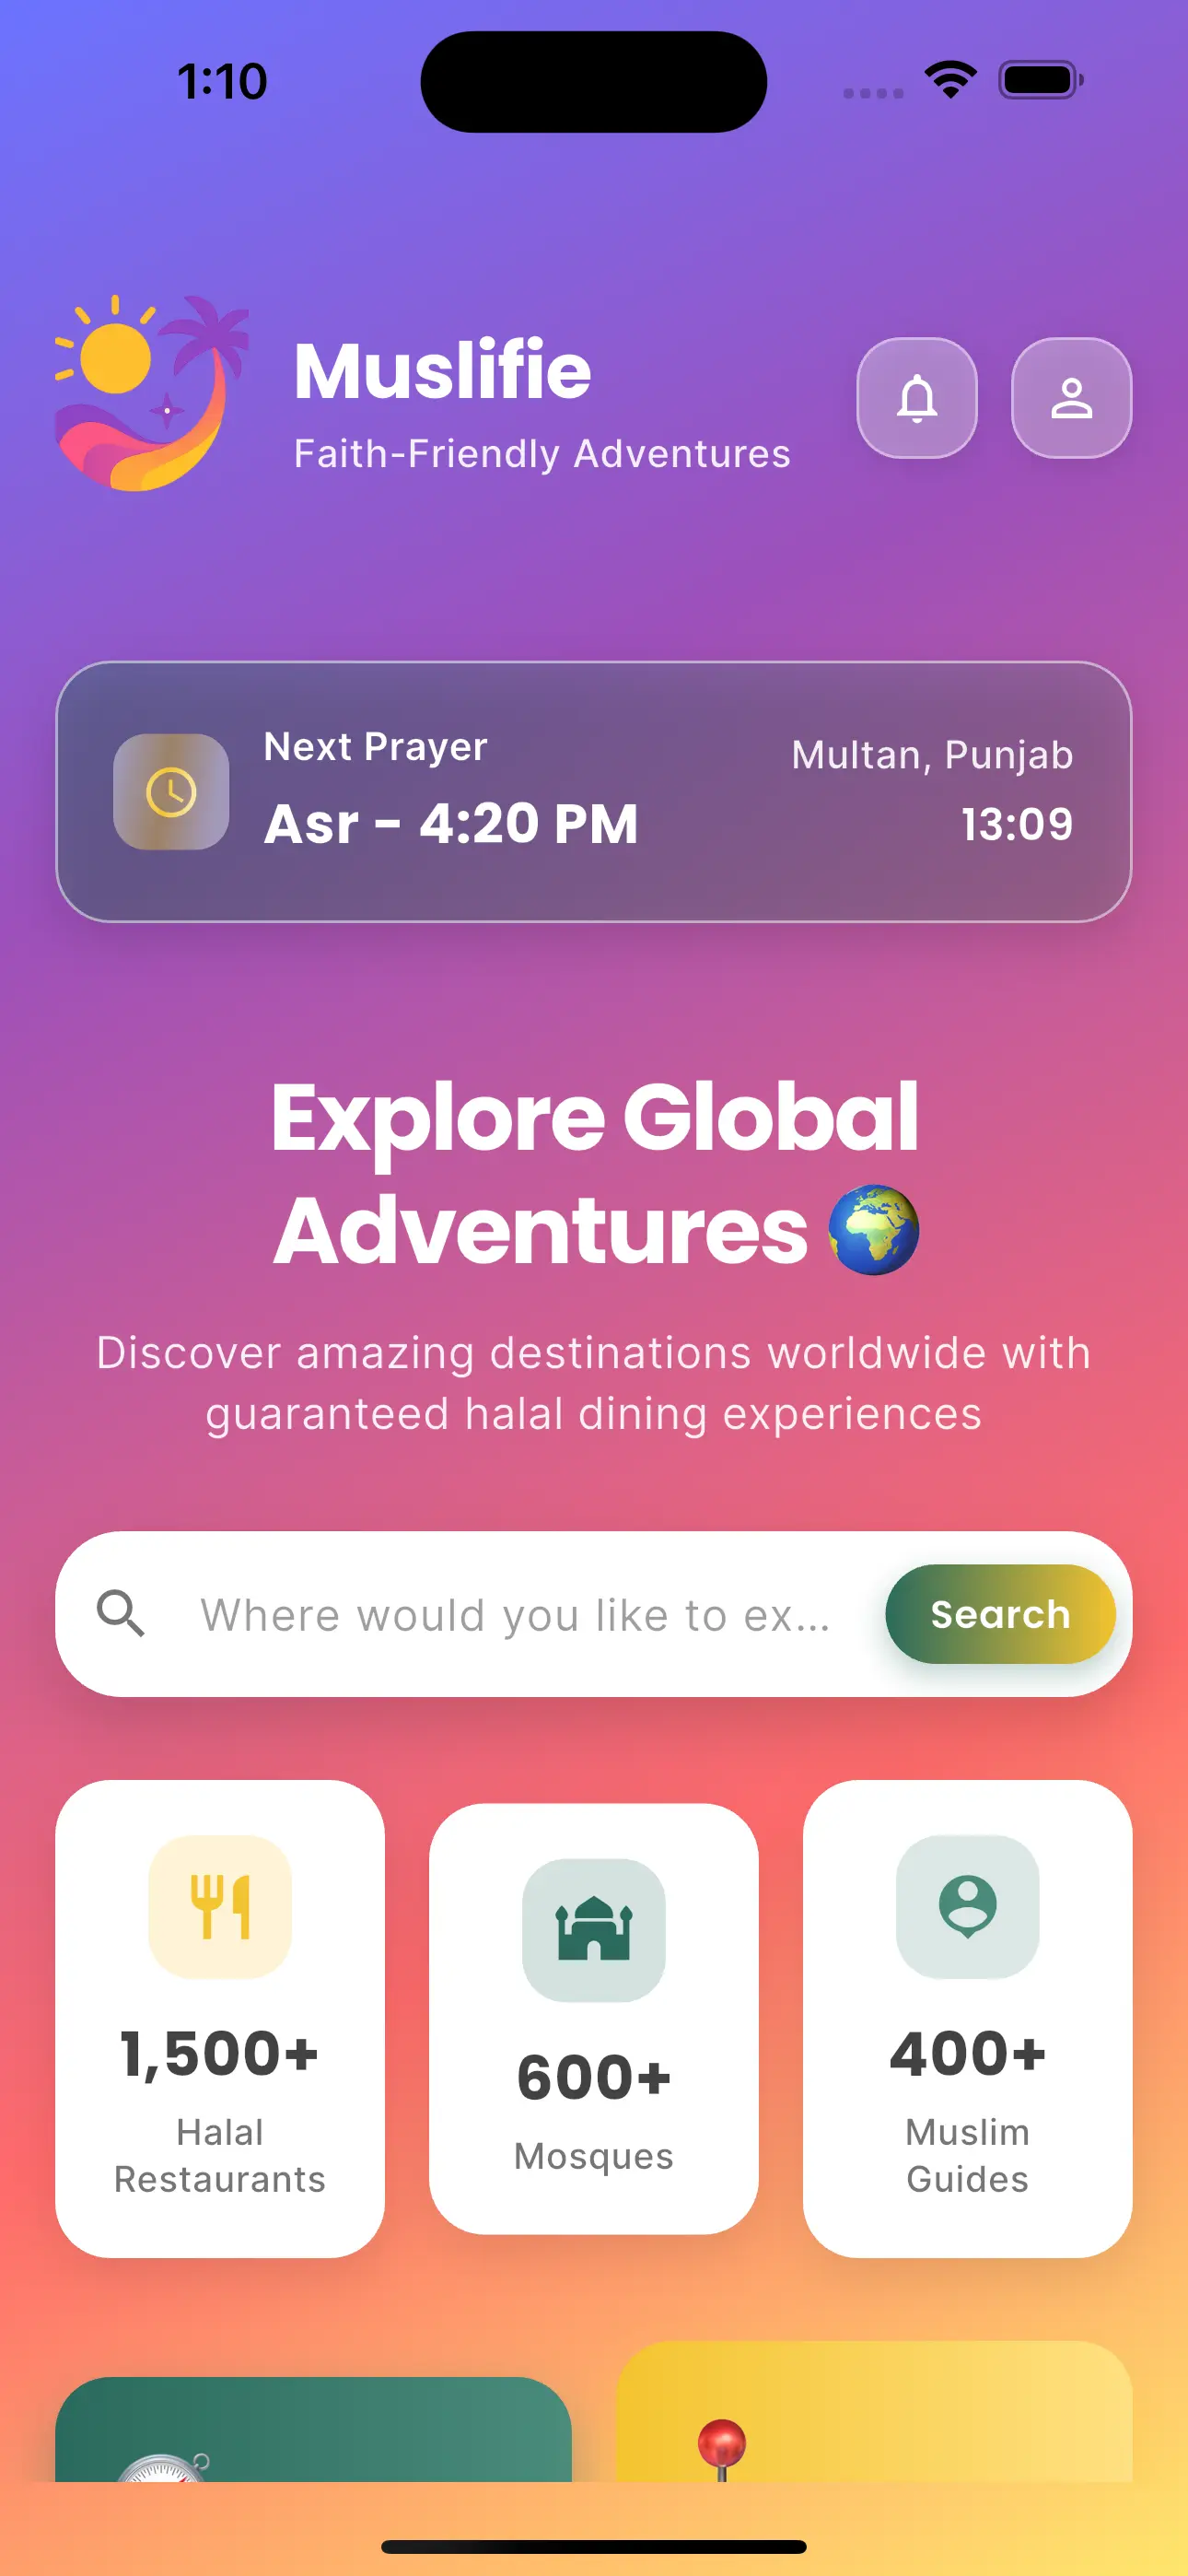 1:10
Muslifie
Faith-Friendly Adventures
Next Prayer
Asr - 4:20 PM
Multan, Punjab
13:09
Explore Global
Adventures 🌍
Discover amazing destinations worldwide with
guaranteed halal dining experiences
Where would you like to ex...
Search
1,500+
Halal
Restaurants
600+
Mosques
400+
Muslim
Guides